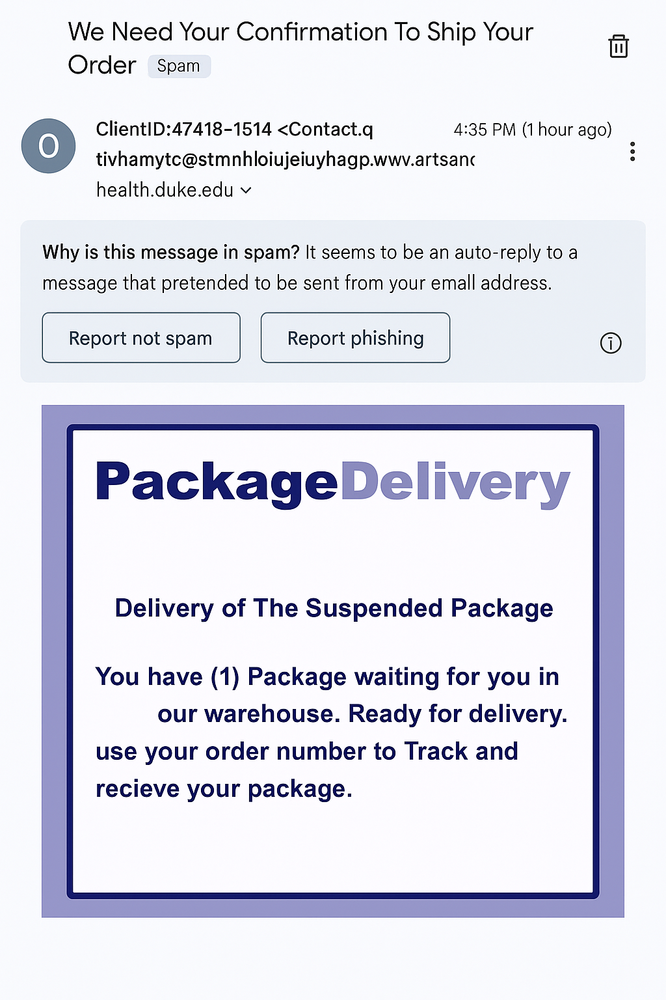 We Need Your Confirmation To Ship Your
Order Spam
O
ClientID:47418-1514 <Contact.q 4:35 PM (1 hour ago)
tivhamytc@stmnhloiujeiuyhagp.wwv.artsanc
health.duke.edu
Why is this message in spam? It seems to be an auto-reply to a
message that pretended to be sent from your emall address.
Report not spam Report phishing
PackageDelivery
Delivery of The Suspended Package
You have (1) Package waiting for you in
our warehouse. Ready for delivery.
use your order number to Track and
recieve your package.